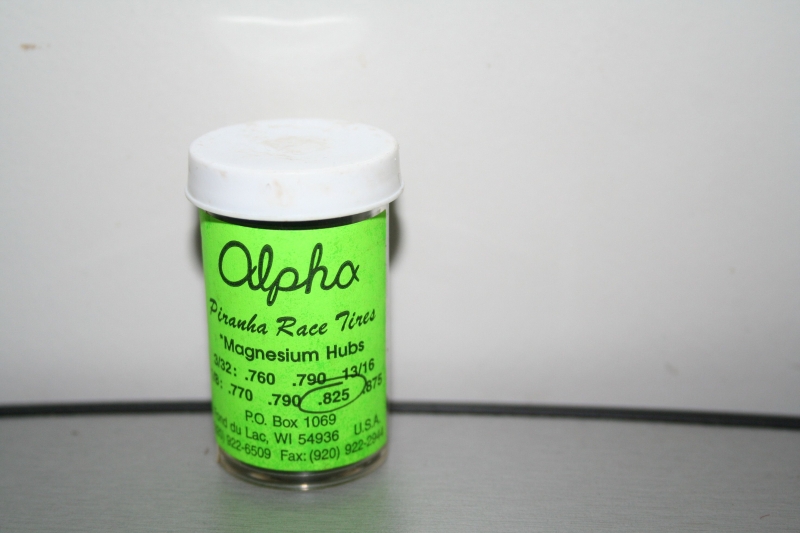 Alpha
Piranha Race Tires
*Magnesium Hubs
3/32: .760 .790 13/16
.770 .790 .825 .875
P.O. Box 1069
du Lac, WI 54936 U.S.A.
922-6509 Fax: (920) 922-2944